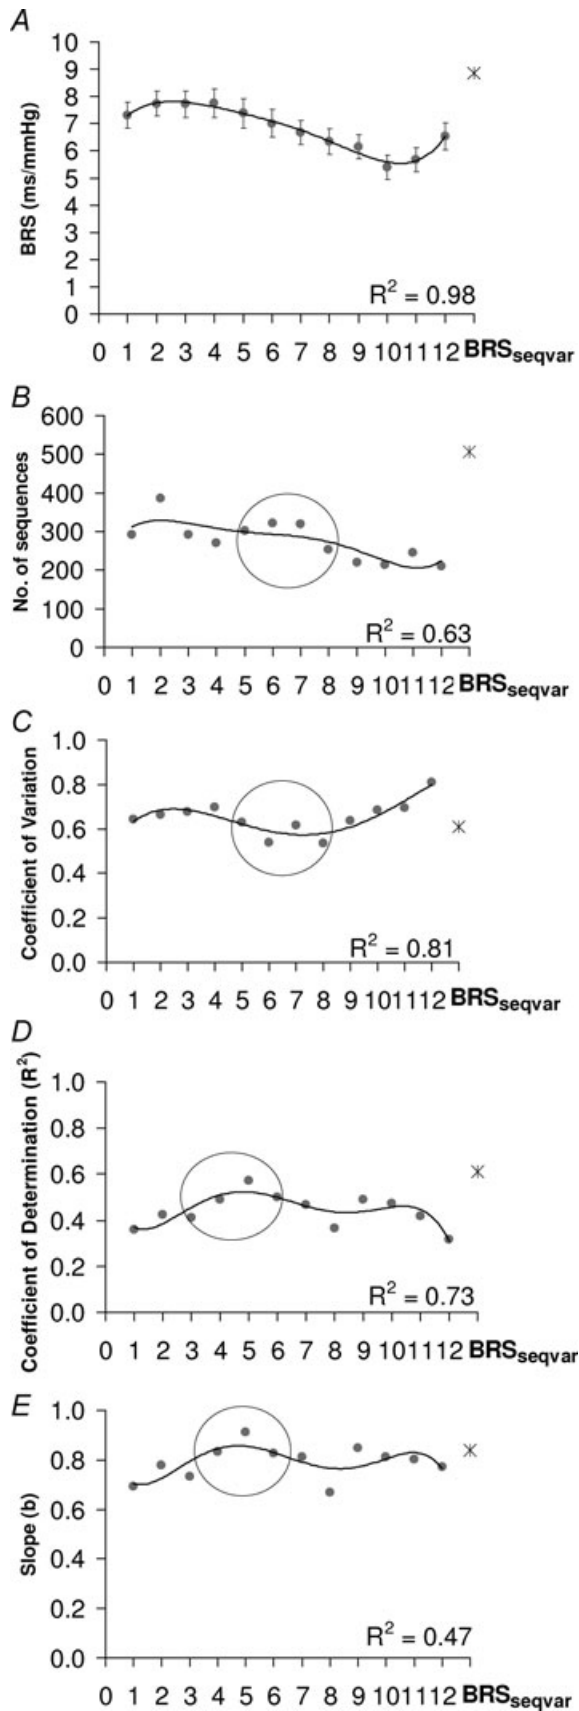 A
BRS (ms/mmHg)
10
9
8
7
6
5
4
3
2
1
0
R² = 0.98
0 1 2 3 4 5 6 7 8 9 10 11 12 BRSseqvar
B
No. of sequences
600
500
400
300
200
100
0
R² = 0.63
0 1 2 3 4 5 6 7 8 9 10 11 12 BRSseqvar
C
Coefficient of Variation
1.0
0.8
0.6
0.4
0.2
0.0
R² = 0.81
0 1 2 3 4 5 6 7 8 9 10 11 12 BRSseqvar
D
Coefficient of Determination (R²)
1.0
0.8
0.6
0.4
0.2
0.0
R² = 0.73
0 1 2 3 4 5 6 7 8 9 10 11 12 BRSseqvar
E
Slope (b)
1.0
0.8
0.6
0.4
0.2
0.0
R² = 0.47
0 1 2 3 4 5 6 7 8 9 10 11 12 BRSseqvar